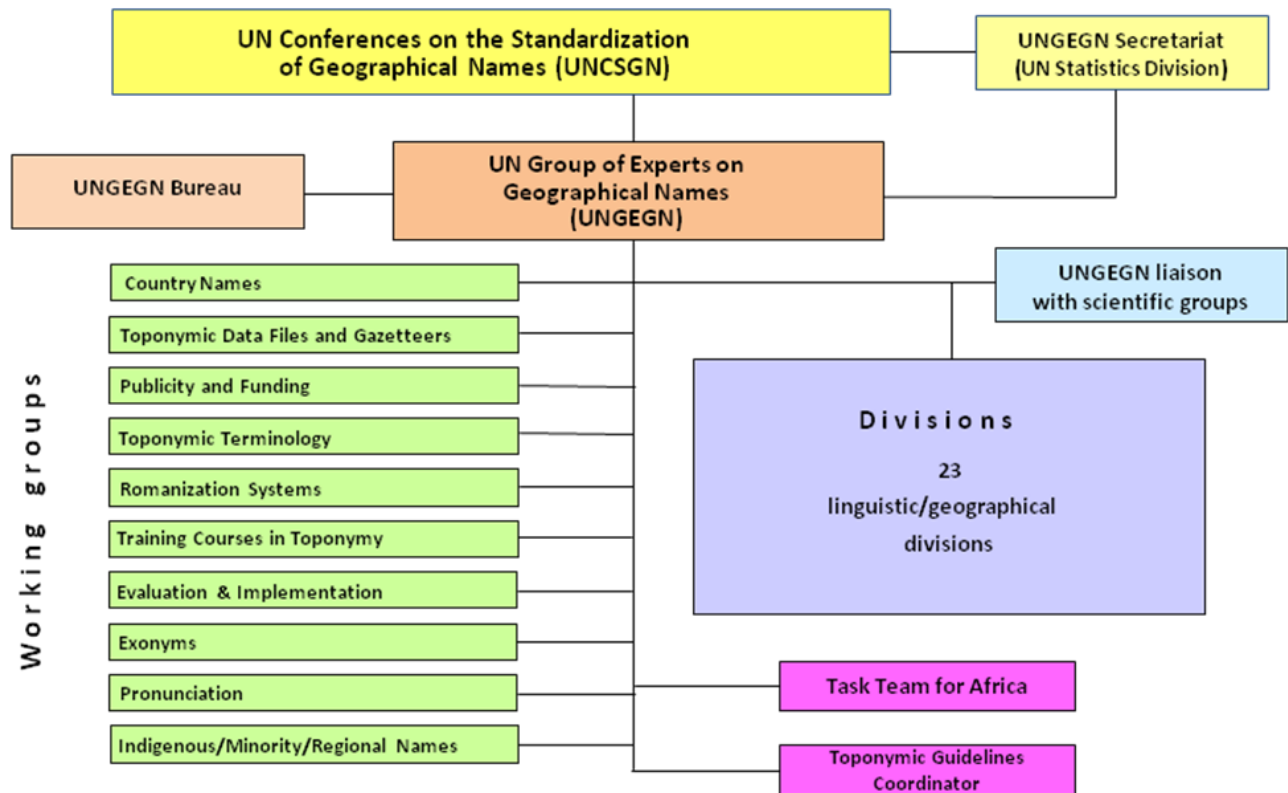 UN Conferences on the Standardization
of Geographical Names (UNCSGN)
UNGEGN Secretariat
(UN Statistics Division)
UNGEGN Bureau
UN Group of Experts on
Geographical Names
(UNGEGN)
UNGEGN liaison
with scientific groups
Working groups
Country Names
Toponymic Data Files and Gazetteers
Publicity and Funding
Toponymic Terminology
Romanization Systems
Training Courses in Toponymy
Evaluation & Implementation
Exonyms
Pronunciation
Indigenous/Minority/Regional Names
Divisions
23
linguistic/geographical
divisions
Task Team for Africa
Toponymic Guidelines
Coordinator